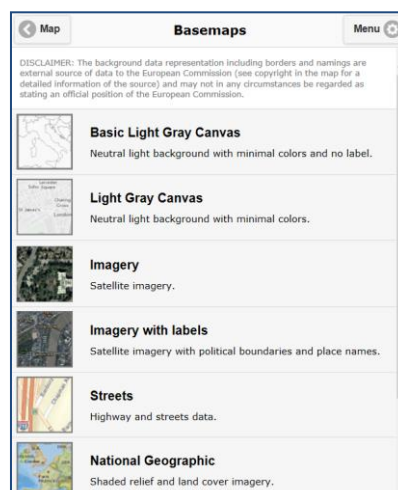 Map
Basemaps
Menu
DISCLAIMER: The background data representation including borders and namings are
external source of data to the European Commission (see copyright in the map for a
detailed information of the source) and may not in any circumstances be regarded as
stating an official position of the European Commission.
Basic Light Gray Canvas
Neutral light background with minimal colors and no label.
Light Gray Canvas
Neutral light background with minimal colors.
Imagery
Satellite imagery.
Imagery with labels
Satellite imagery with political boundaries and place names.
Streets
Highway and streets data.
National Geographic
Shaded relief and land cover imagery.